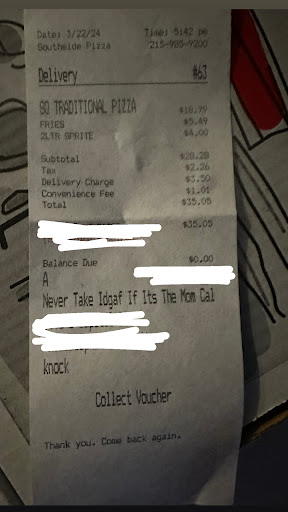 Date: 3/22/24 Time: 5:42 pm
Southside Pizza 215-985-9200
Delivery #63
SO TRADITIONAL PIZZA $18.79
FRIES $5.49
2LTR SPRITE $4.00
Subtotal $28.28
Tax $2.26
Delivery Charge $3.50
Convenience Fee $1.01
Total $35.05
$35.05
Balance Due $0.00
A
Never Take Idgaf If Its The Mom Cal
knock
Collect Voucher
Thank you. Come back again.